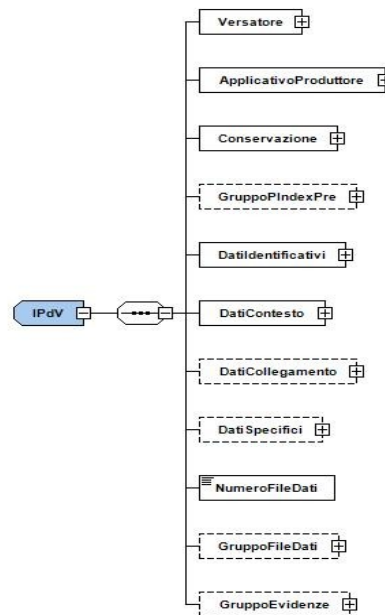 Versatore
ApplicativoProduttore
Conservazione
GruppoPIndexPre
DatiIdentificativi
IPdV
DatiContesto
DatiCollegamento
DatiSpecifici
NumeroFileDati
GruppoFileDati
GruppoEvidenze